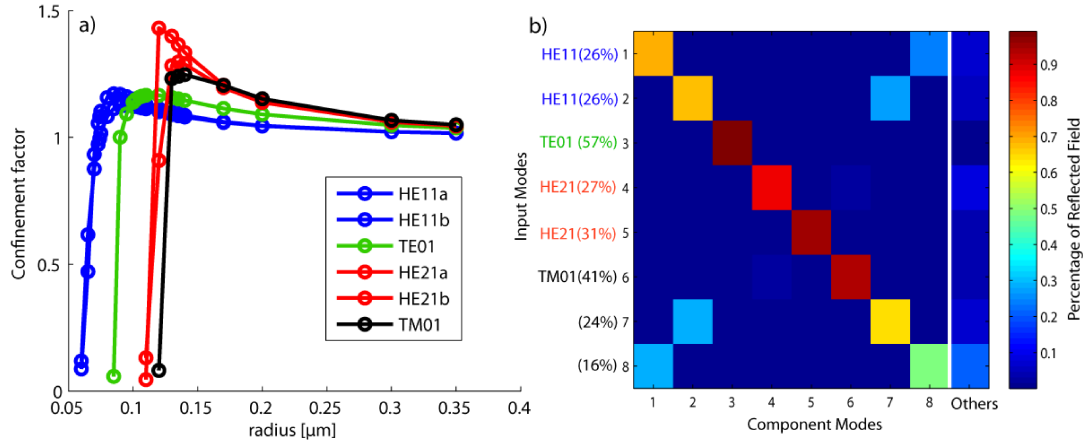 a)
1.5
1
0.5
0
Confinement factor
0.05
0.1
0.15
0.2
0.25
0.3
0.35
0.4
radius [µm]
HE11a
HE11b
TE01
HE21a
HE21b
TM01
b)
Input Modes
HE11(26%) 1
HE11(26%) 2
TE01 (57%) 3
HE21(27%) 4
HE21(31%) 5
TM01(41%) 6
(24%) 7
(16%) 8
1 2 3 4 5 6 7 8 Others
Component Modes
0.9
0.8
0.7
0.6
0.5
0.4
0.3
0.2
0.1
Percentage of Reflected Field